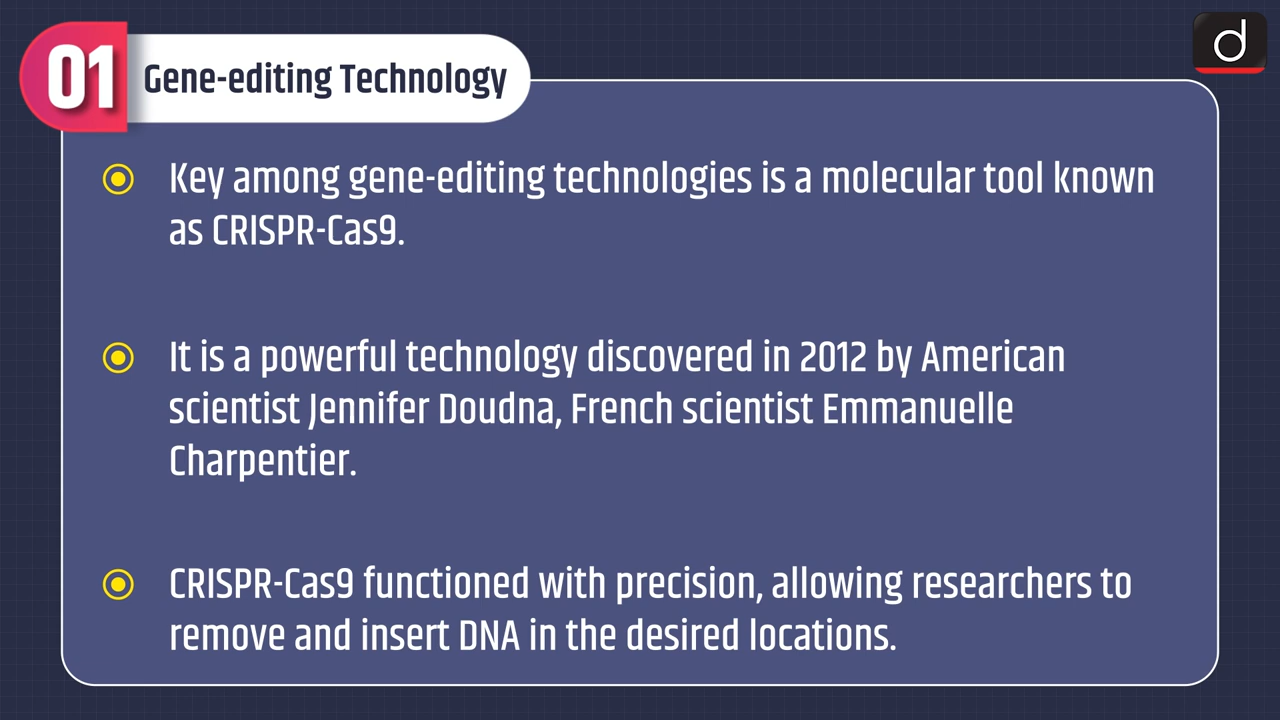 01
Gene-editing Technology
d
Key among gene-editing technologies is a molecular tool known
as CRISPR-Cas9.
It is a powerful technology discovered in 2012 by American
scientist Jennifer Doudna, French scientist Emmanuelle
Charpentier.
CRISPR-Cas9 functioned with precision, allowing researchers to
remove and insert DNA in the desired locations.